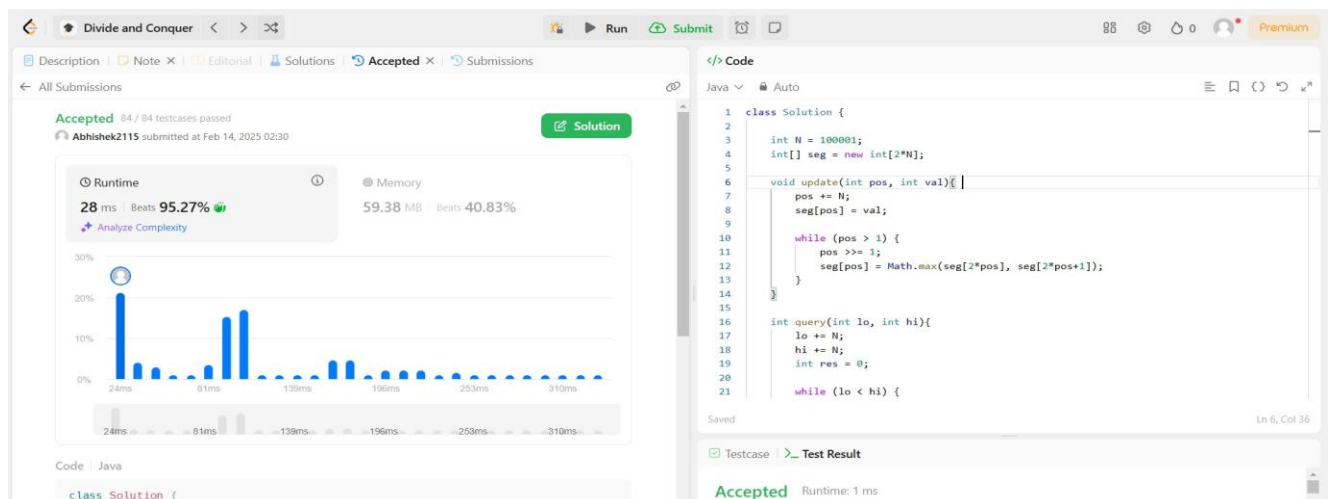 Divide and Conquer
Run
Submit
0
Premium
Description
Note
Editorial
Solutions
Accepted
Submissions
All Submissions
Accepted 84 / 84 testcases passed
Abhishek2115 submitted at Feb 14, 2025 02:30
Solution
Runtime
28 ms Beats 95.27%
Analyze Complexity
Memory
59.38 MB Beats 40.83%
30%
20%
10%
0%
24ms 81ms 139ms 196ms 253ms 310ms
24ms 81ms 139ms 196ms 253ms 310ms
Code Java
class Solution {
</> Code
Java Auto
1 class Solution {
2
3 int N = 100001;
4 int[] seg = new int[2*N];
5
6 void update(int pos, int val){
7 pos += N;
8 seg[pos] = val;
9
10 while (pos > 1) {
11 pos >>= 1;
12 seg[pos] = Math.max(seg[2*pos], seg[2*pos+1]);
13 }
14 }
15
16 int query(int lo, int hi){
17 lo += N;
18 hi += N;
19 int res = 0;
20
21 while (lo < hi) {
Saved
Ln 6, Col 36
Testcase
Test Result
Accepted Runtime: 1 ms